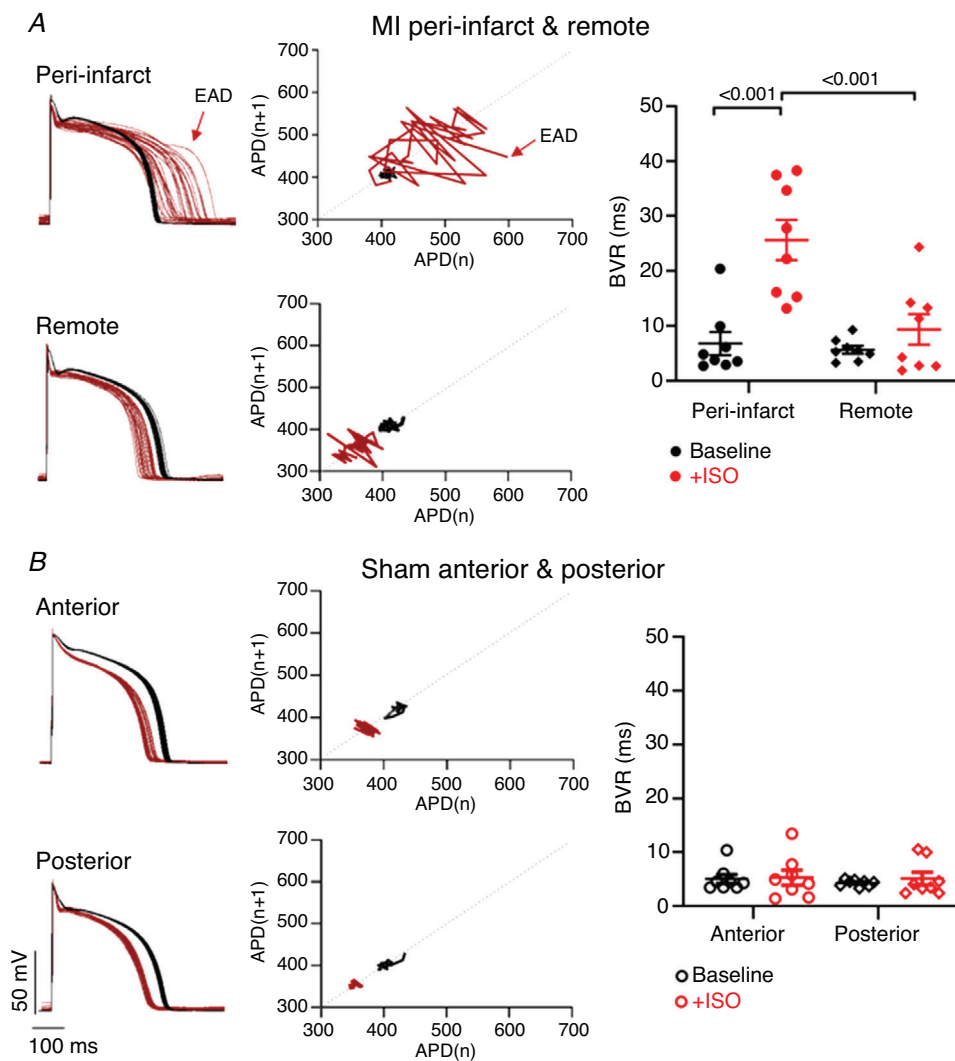 A
MI peri-infarct & remote
Peri-infarct
EAD
APD(n+1)
700
600
500
400
300
EAD
300 400 500 600 700
APD(n)
Remote
APD(n+1)
700
600
500
400
300
300 400 500 600 700
APD(n)
<0.001
<0.001
BVR (ms)
50
40
30
20
10
0
Peri-infarct Remote
Baseline
+ISO
B
Sham anterior & posterior
Anterior
APD(n+1)
700
600
500
400
300
300 400 500 600 700
APD(n)
Posterior
50 mV
100 ms
APD(n+1)
700
600
500
400
300
300 400 500 600 700
APD(n)
BVR (ms)
50
40
30
20
10
0
Anterior Posterior
Baseline
+ISO